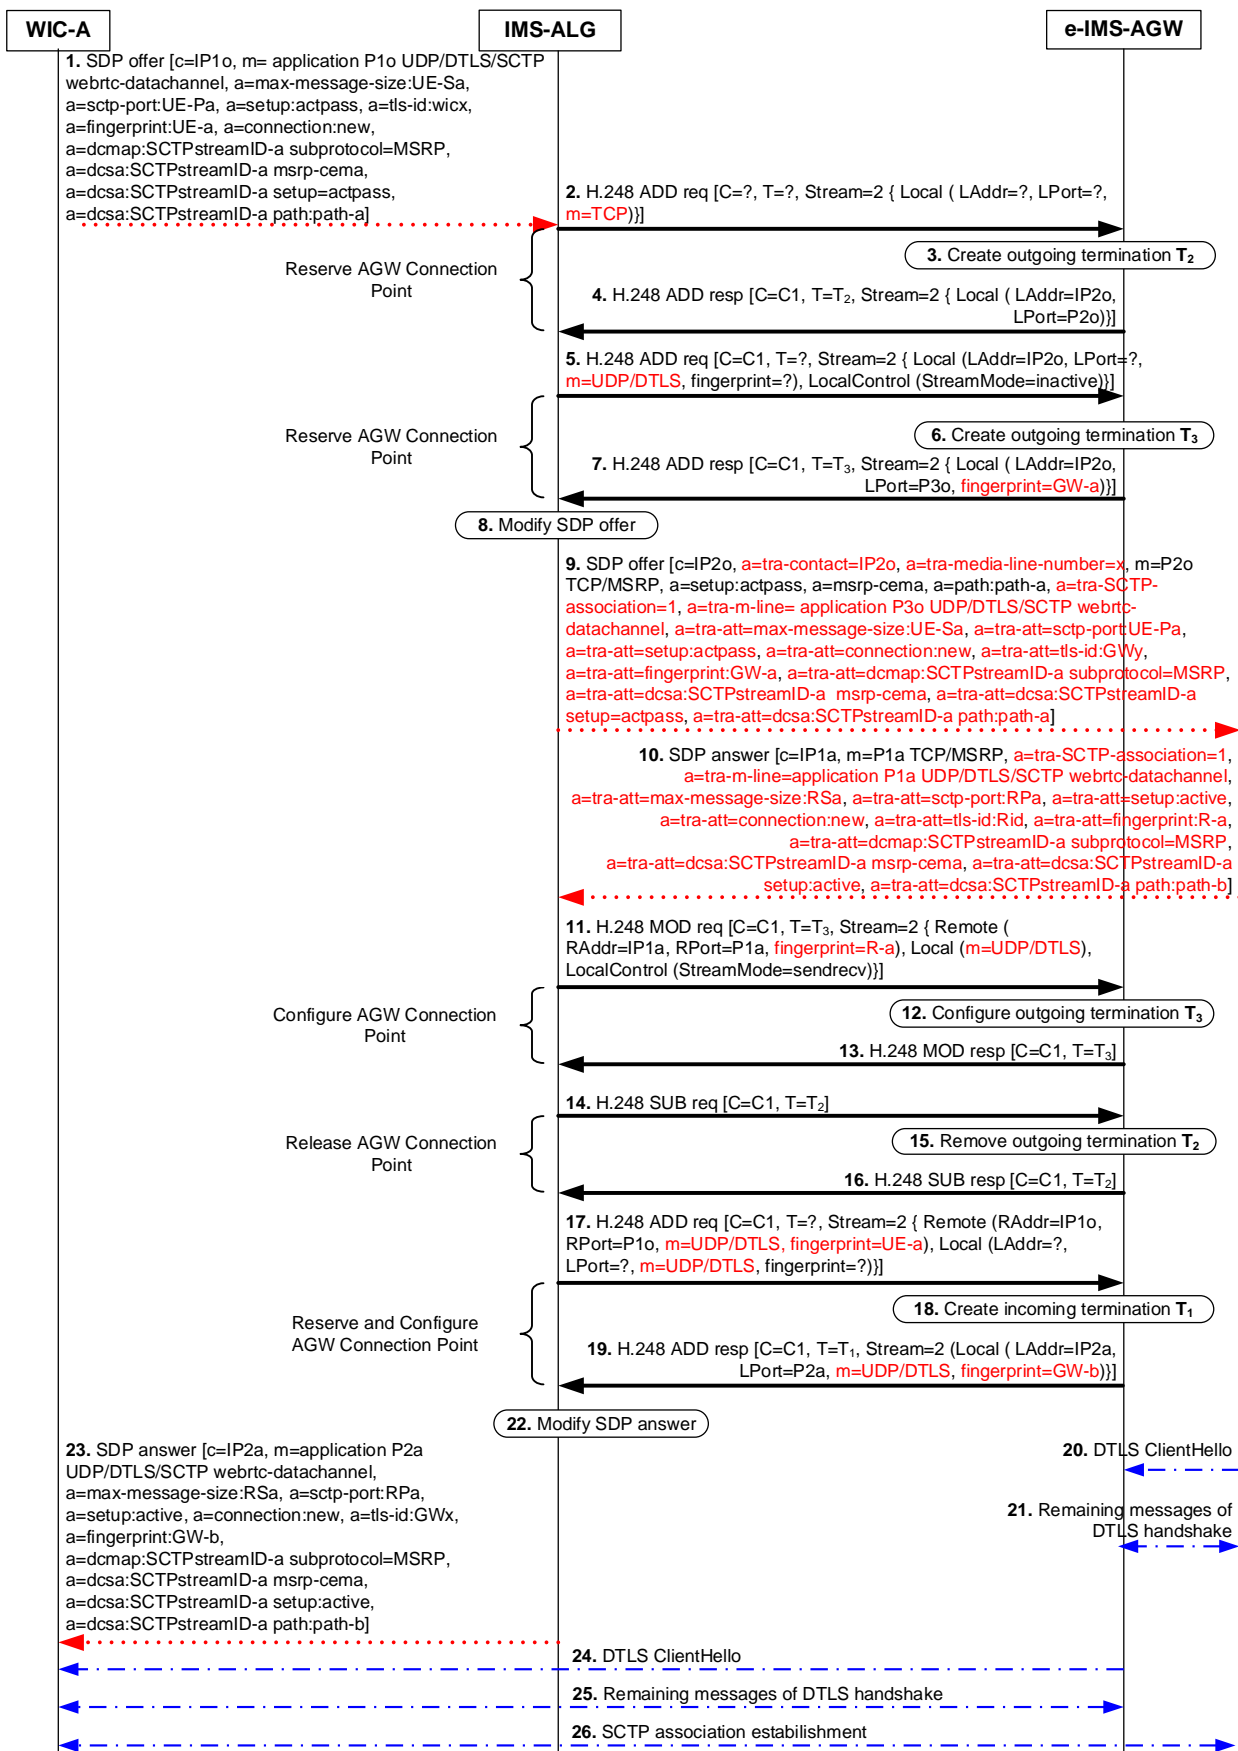 WIC-A
IMS-ALG
e-IMS-AGW
1. SDP offer [c=IP1o, m= application P1o UDP/DTLS/SCTP
webrtc-datachannel, a=max-message-size:UE-Sa,
a=sctp-port:UE-Pa, a=setup:actpass, a=tls-id:wicx,
a=fingerprint:UE-a, a=connection:new,
a=dcmap:SCTPstreamID-a subprotocol=MSRP,
a=dcsa:SCTPstreamID-a msrp-cema,
a=dcsa:SCTPstreamID-a setup=actpass,
a=dcsa:SCTPstreamID-a path:path-a]
2. H.248 ADD req [C=?, T=?, Stream=2 { Local ( LAddr=?, LPort=?,
m=TCP)}]
Reserve AGW Connection
Point
3. Create outgoing termination T2
4. H.248 ADD resp [C=C1, T=T2, Stream=2 { Local ( LAddr=IP2o,
LPort=P2o)}]
5. H.248 ADD req [C=C1, T=?, Stream=2 { Local (LAddr=IP2o, LPort=?,
m=UDP/DTLS, fingerprint=?), LocalControl (StreamMode=inactive)}]
Reserve AGW Connection
Point
6. Create outgoing termination T3
7. H.248 ADD resp [C=C1, T=T3, Stream=2 { Local ( LAddr=IP2o,
LPort=P3o, fingerprint=GW-a)}]
8. Modify SDP offer
9. SDP offer [c=IP2o, a=tra-contact=IP2o, a=tra-media-line-number=x, m=P2o
TCP/MSRP, a=setup:actpass, a=msrp-cema, a=path:path-a, a=tra-SCTP-
association=1, a=tra-m-line= application P3o UDP/DTLS/SCTP webrtc-
datachannel, a=tra-att=max-message-size:UE-Sa, a=tra-att=sctp-port:UE-Pa,
a=tra-att=setup:actpass, a=tra-att=connection:new, a=tra-att=tls-id:GWy,
a=tra-att=fingerprint:GW-a, a=tra-att=dcmap:SCTPstreamID-a subprotocol=MSRP,
a=tra-att=dcsa:SCTPstreamID-a  msrp-cema, a=tra-att=dcsa:SCTPstreamID-a
setup=actpass, a=tra-att=dcsa:SCTPstreamID-a path:path-a]
10. SDP answer [c=IP1a, m=P1a TCP/MSRP, a=tra-SCTP-association=1,
a=tra-m-line=application P1a UDP/DTLS/SCTP webrtc-datachannel,
a=tra-att=max-message-size:RSa, a=tra-att=sctp-port:RPa, a=tra-att=setup:active,
a=tra-att=connection:new, a=tra-att=tls-id:Rid, a=tra-att=fingerprint:R-a,
a=tra-att=dcmap:SCTPstreamID-a subprotocol=MSRP,
a=tra-att=dcsa:SCTPstreamID-a msrp-cema, a=tra-att=dcsa:SCTPstreamID-a
setup:active, a=tra-att=dcsa:SCTPstreamID-a path:path-b]
11. H.248 MOD req [C=C1, T=T3, Stream=2 { Remote (
RAddr=IP1a, RPort=P1a, fingerprint=R-a), Local (m=UDP/DTLS),
LocalControl (StreamMode=sendrecv)}]
Configure AGW Connection
Point
12. Configure outgoing termination T3
13. H.248 MOD resp [C=C1, T=T3]
14. H.248 SUB req [C=C1, T=T2]
Release AGW Connection
Point
15. Remove outgoing termination T2
16. H.248 SUB resp [C=C1, T=T2]
17. H.248 ADD req [C=C1, T=?, Stream=2 { Remote (RAddr=IP1o,
RPort=P1o, m=UDP/DTLS, fingerprint=UE-a), Local (LAddr=?,
LPort=?, m=UDP/DTLS, fingerprint=?)}]
Reserve and Configure
AGW Connection Point
18. Create incoming termination T1
19. H.248 ADD resp [C=C1, T=T1, Stream=2 (Local ( LAddr=IP2a,
LPort=P2a, m=UDP/DTLS, fingerprint=GW-b)}]
22. Modify SDP answer
20. DTLS ClientHello
21. Remaining messages of
DTLS handshake
23. SDP answer [c=IP2a, m=application P2a
UDP/DTLS/SCTP webrtc-datachannel,
a=max-message-size:RSa, a=sctp-port:RPa,
a=setup:active, a=connection:new, a=tls-id:GWx,
a=fingerprint:GW-b,
a=dcmap:SCTPstreamID-a subprotocol=MSRP,
a=dcsa:SCTPstreamID-a msrp-cema,
a=dcsa:SCTPstreamID-a setup:active,
a=dcsa:SCTPstreamID-a path:path-b]
24. DTLS ClientHello
25. Remaining messages of DTLS handshake
26. SCTP association estabilishment